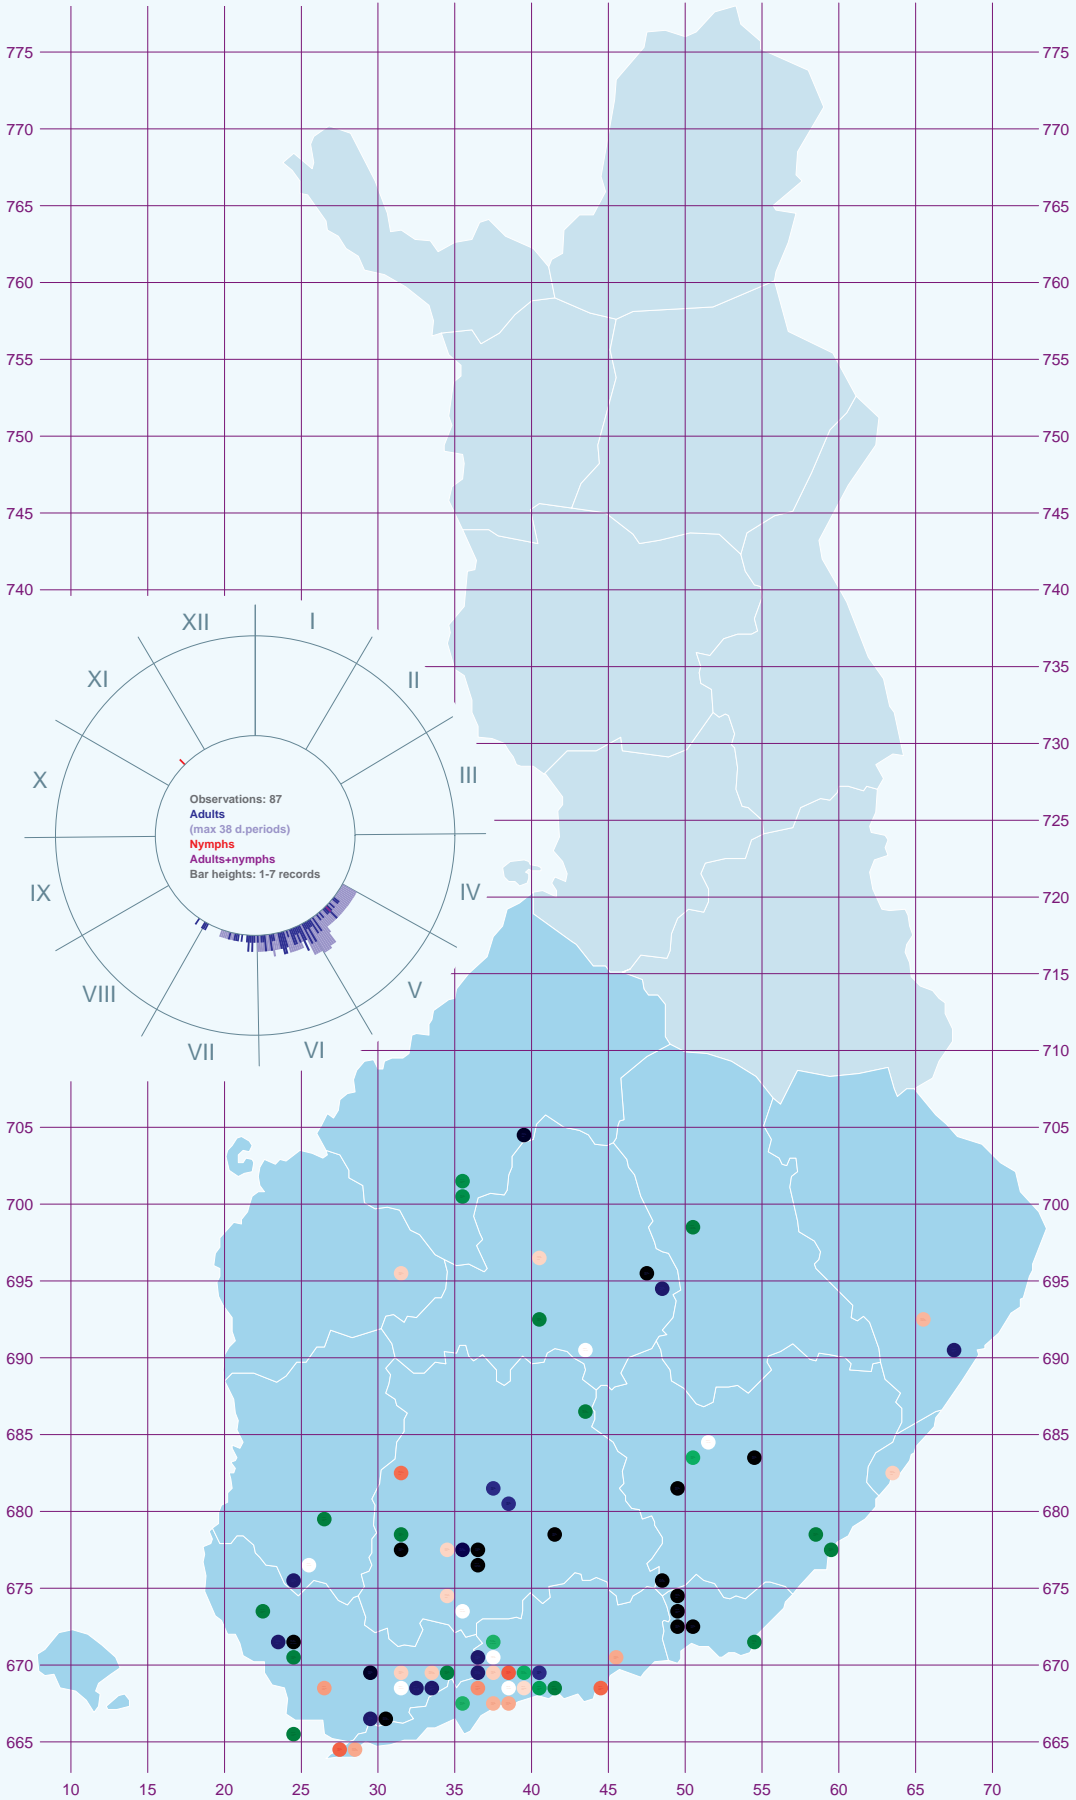 775 775
770 770
765 765
760 760
755 755
750 750
745 745
740 740
XII I
XI II
735
730
X III
Observations: 87
Adults
(max 38 d.periods)
Nymphs
Adults+nymphs
Bar heights: 1-7 records
725
IX IV
720
VIII V
715
VII VI
710
705 705
700 700
695 695
690 690
685 685
680 680
675 675
670 670
665 665
10 15 20 25 30 35 40 45 50 55 60 65 70